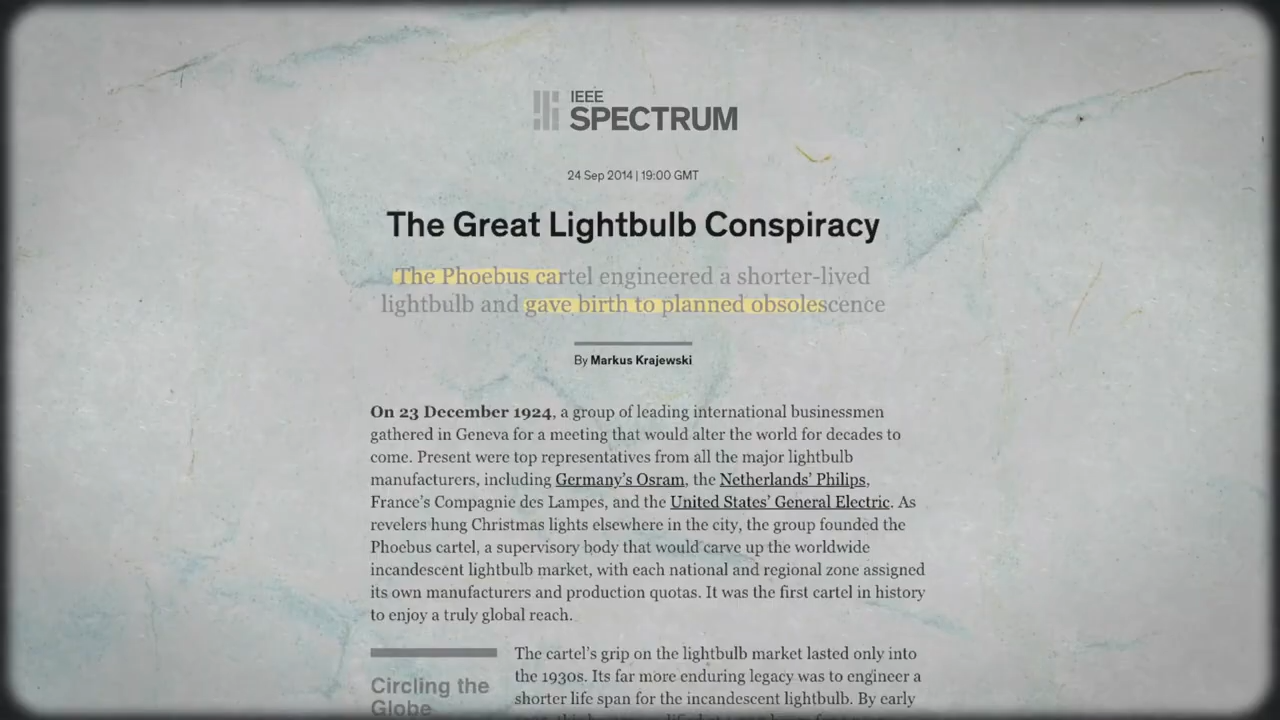 IEEE
SPECTRUM
24 Sep 2014 | 19:00 GMT
The Great Lightbulb Conspiracy
The Phoebus cartel engineered a shorter-lived
lightbulb and gave birth to planned obsolescence
By Markus Krajewski
On 23 December 1924, a group of leading international businessmen
gathered in Geneva for a meeting that would alter the world for decades to
come. Present were top representatives from all the major lightbulb
manufacturers, including Germany's Osram, the Netherlands' Philips,
France's Compagnie des Lampes, and the United States' General Electric. As
revelers hung Christmas lights elsewhere in the city, the group founded the
Phoebus cartel, a supervisory body that would carve up the worldwide
incandescent lightbulb market, with each national and regional zone assigned
its own manufacturers and production quotas. It was the first cartel in history
to enjoy a truly global reach.
The cartel's grip on the lightbulb market lasted only into
the 1930s. Its far more enduring legacy was to engineer a
shorter life span for the incandescent lightbulb. By early
Circling the
Globe